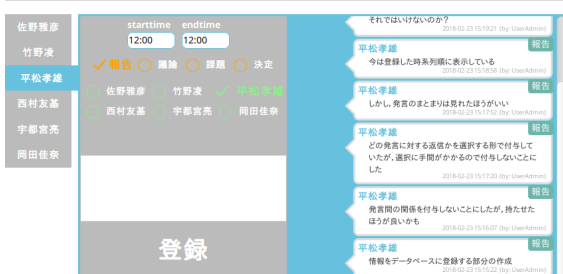 佐野雅彦
竹野凌
平松孝雄
西村友基
宇都宮亮
岡田佳奈
starttime endtime
12:00 12:00
報告 議論 課題 決定
佐野雅彦 竹野凌 平松孝雄
西村友基 宇都宮亮 岡田佳奈
登録
それではいけないのか?
2018-02-23 15:19:21 (by: UserAdmin)
平松孝雄 報告
今は登録した時系列順に表示している
2018-02-23 15:18:58 (by: UserAdmin)
平松孝雄 報告
しかし、発言のまとまりは見れたほうがいい
2018-02-23 15:17:52 (by: UserAdmin)
平松孝雄 報告
どの発言に対する返信かを選択する形で付与して
いたが、選択に手間がかかるので付与しないことに
した
2018-02-23 15:17:20 (by: UserAdmin)
平松孝雄 報告
発言間の関係を付与しないことにしたが，持たせた
ほうが良いかも
2018-02-23 15:16:07 (by: UserAdmin)
平松孝雄 報告
情報をデータベースに登録する部分の作成
2018-02-23 15:15:22 (by: UserAdmin)